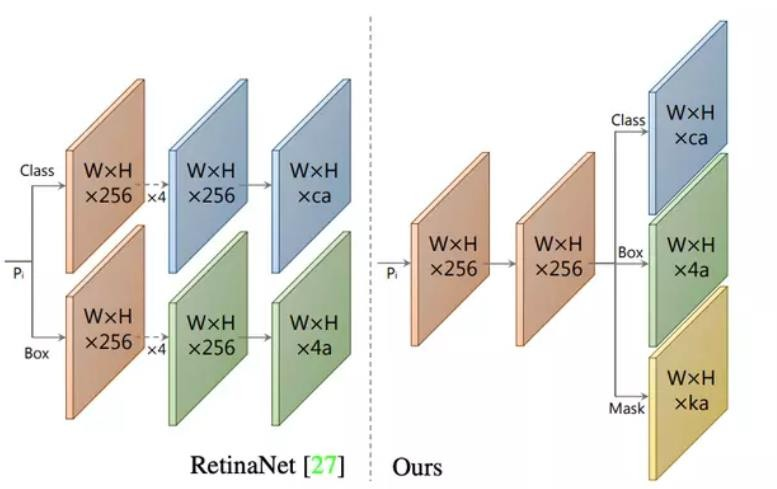 Class
W×H
×256
×4
W×H
×256
W×H
×ca
Pi
W×H
×256
×4
W×H
×256
W×H
×4a
Box
RetinaNet [27]
Pi
W×H
×256
W×H
×256
Class
W×H
×ca
Box
W×H
×4a
Mask
W×H
×ka
Ours